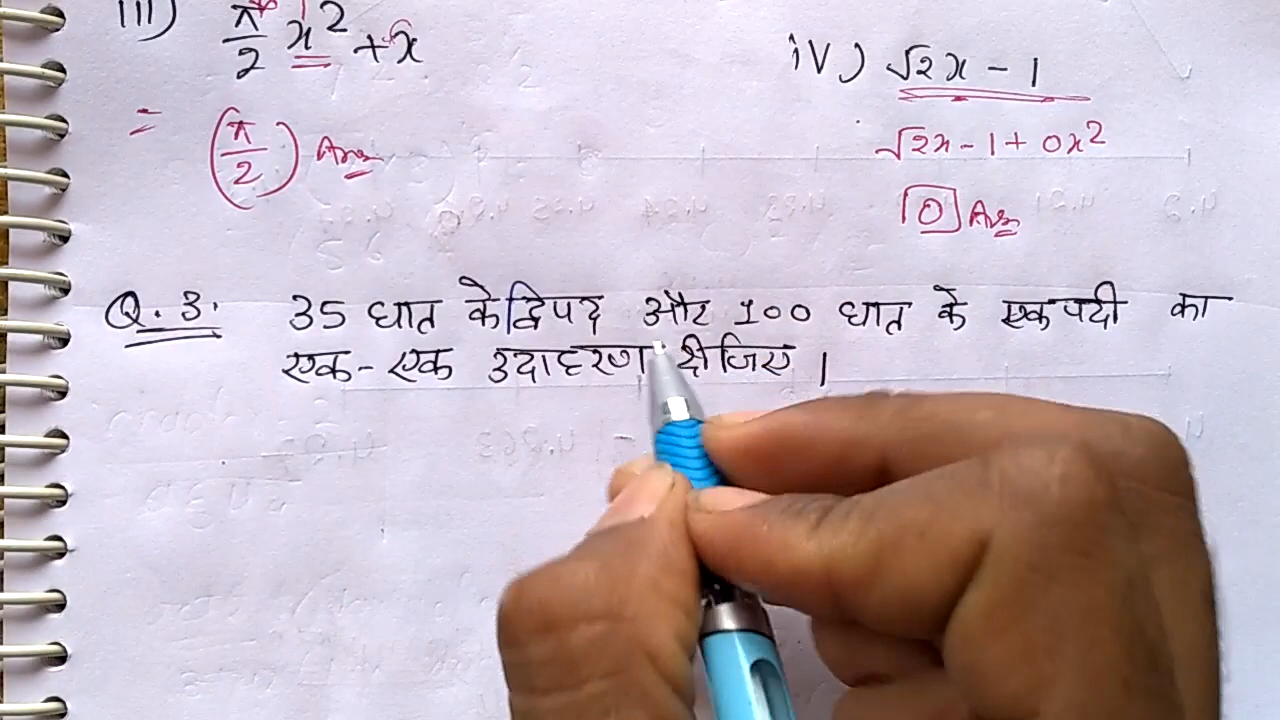 iii) π/2 x² + x
iv) √2x - 1
= (π/2) Ans
√2x - 1 + 0x²
0 Ans
Q. 3. 35 घात के द्विपद और 100 घात के एकपदी का
एक-एक उदाहरण दीजिए।